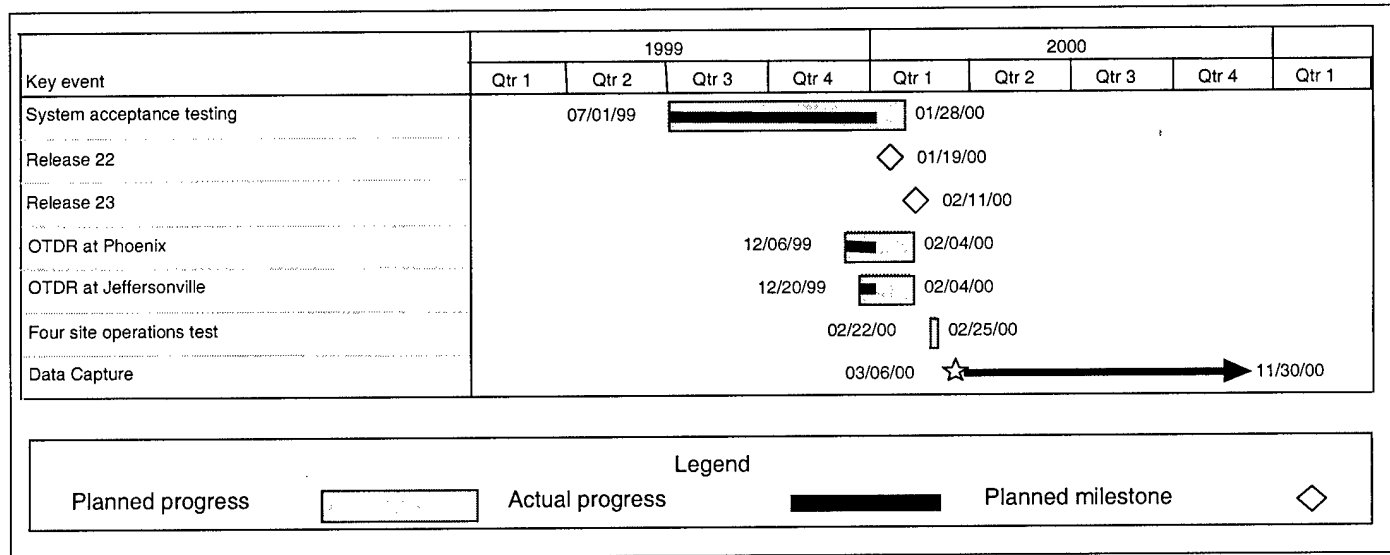 1999 2000
Key event Qtr 1 Qtr 2 Qtr 3 Qtr 4 Qtr 1 Qtr 2 Qtr 3 Qtr 4 Qtr 1
System acceptance testing 07/01/99 01/28/00
Release 22 01/19/00
Release 23 02/11/00
OTDR at Phoenix 12/06/99 02/04/00
OTDR at Jeffersonville 12/20/99 02/04/00
Four site operations test 02/22/00 02/25/00
Data Capture 03/06/00 11/30/00
Legend
Planned progress Actual progress Planned milestone